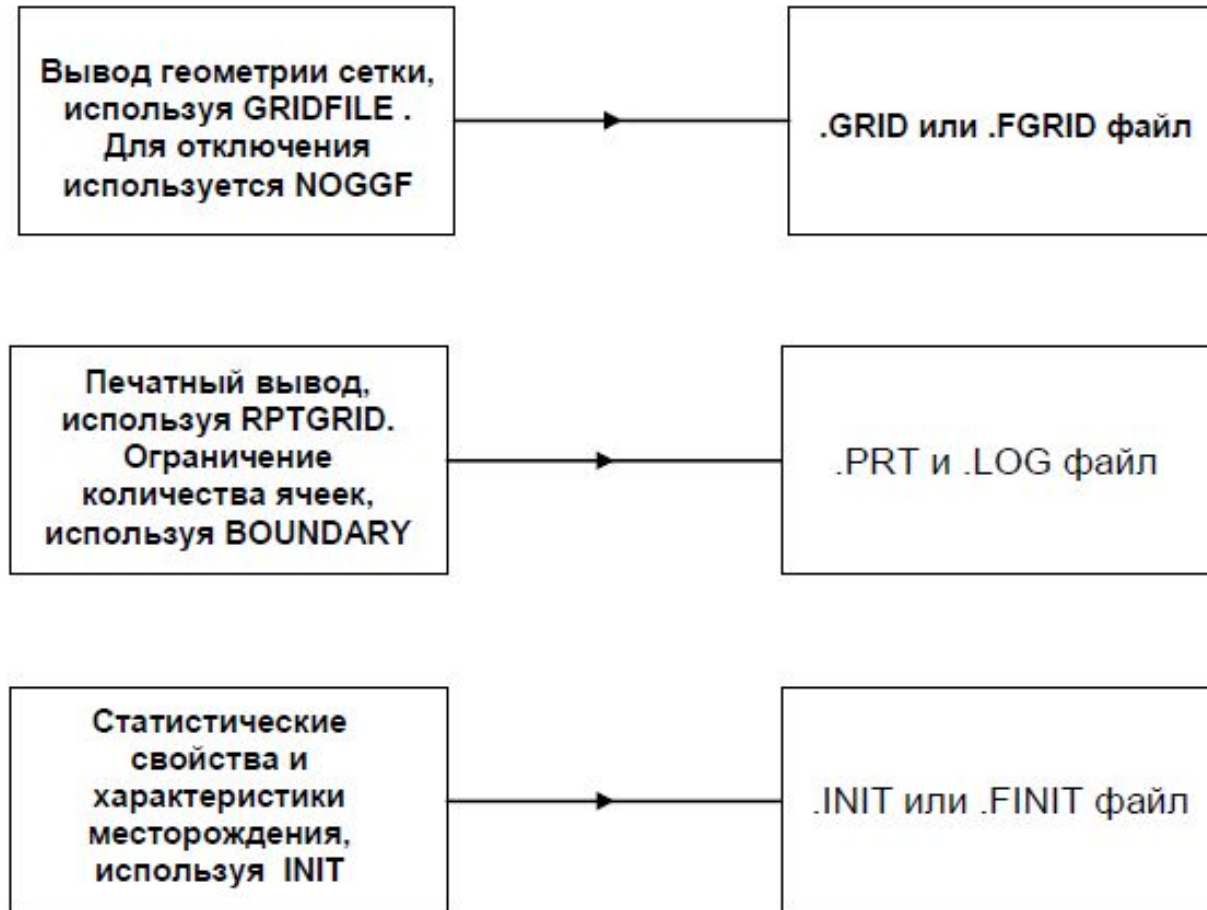 Вывод геометрии сетки,
используя GRIDFILE .
Для отключения
используется NOGGF
.GRID или .FGRID файл
Печатный вывод,
используя RPTGRID.
Ограничение
количества ячеек,
используя BOUNDARY
.PRT и .LOG файл
Статистические
свойства и
характеристики
месторождения,
используя INIT
.INIT или .FINIT файл